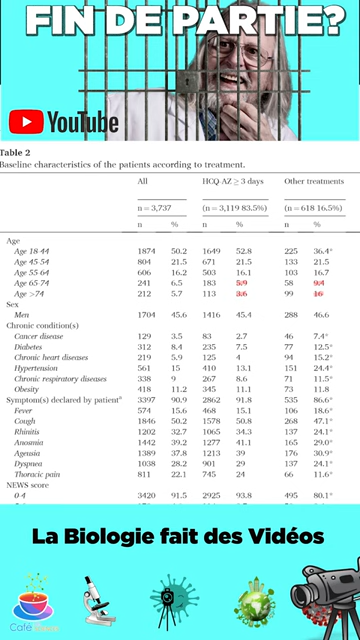 FIN DE PARTIE?
YouTube
Table 2
Baseline characteristics of the patients according to treatment.
All HCQ-AZ ≥ 3 days Other treatments
n = 3,737 (n = 3,119 83.5%) (n = 618 16.5%)
n % n % n %
Age
Age 18-44 1874 50.2 1649 52.8 225 36.4*
Age 45-54 804 21.5 671 21.5 133 21.5
Age 55-64 606 16.2 503 16.1 103 16.7
Age 65-74 241 6.5 183 5.9 58 9.4
Age >74 212 5.7 113 3.6 99 16
Sex
Men 1704 45.6 1416 45.4 288 46.6
Chronic condition(s)
Cancer disease 129 3.5 83 2.7 46 7.4*
Diabetes 312 8.4 235 7.5 77 12.5*
Chronic heart diseases 219 5.9 125 4 94 15.2*
Hypertension 561 15 410 13.1 151 24.4*
Chronic respiratory diseases 338 9 267 8.6 71 11.5*
Obesity 418 11.2 345 11.1 73 11.8
Symptom(s) declared by patient 3397 90.9 2862 91.8 535 86.6*
Fever 574 15.6 468 15.1 106 18.6*
Cough 1846 50.2 1578 50.8 268 47.1*
Rhinitis 1202 32.7 1065 34.3 137 24.1*
Anosmia 1442 39.2 1277 41.1 165 29.0*
Ageusia 1389 37.8 1213 39 176 30.9*
Dyspnea 1038 28.2 901 29 137 24.1*
Thoracic pain 811 22.1 745 24 66 11.6*
NEWS score
0-4 3420 91.5 2925 93.8 495 80.1*
La Biologie fait des Vidéos
Café